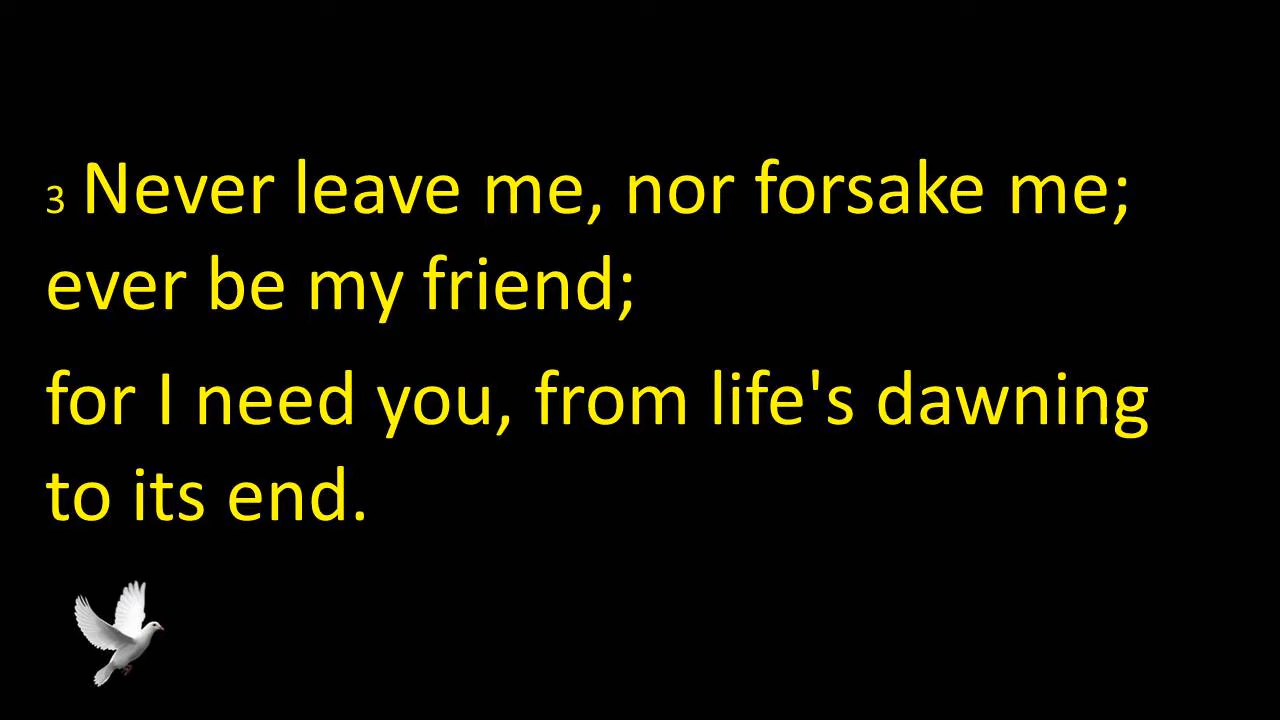 3 Never leave me, nor forsake me;
ever be my friend;
for I need you, from life's dawning
to its end.